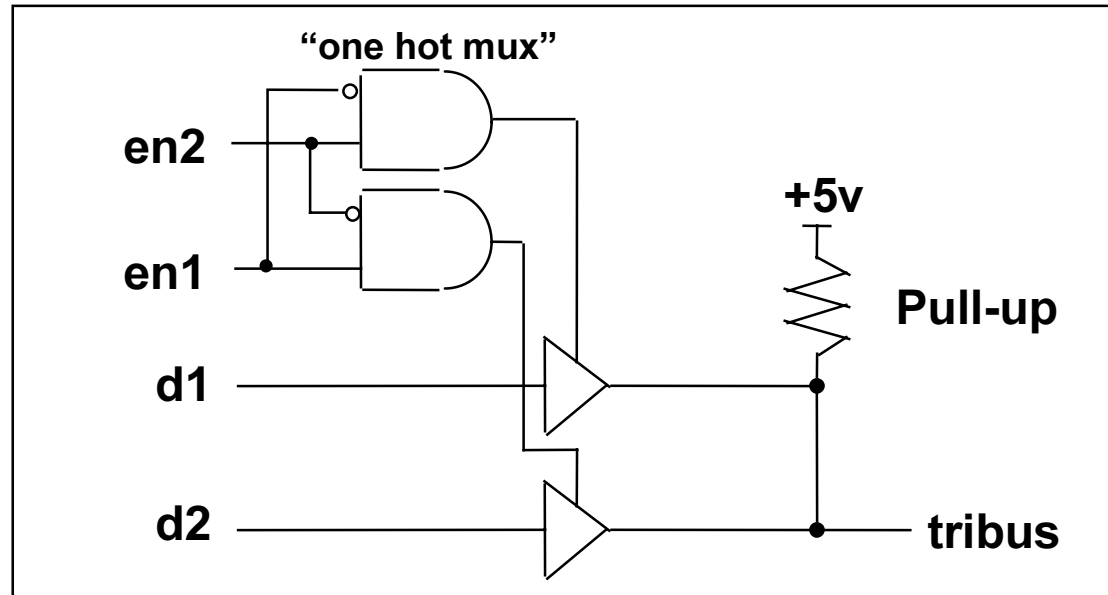 “one hot mux”
en2
+5v
en1
Pull-up
d1
d2
tribus